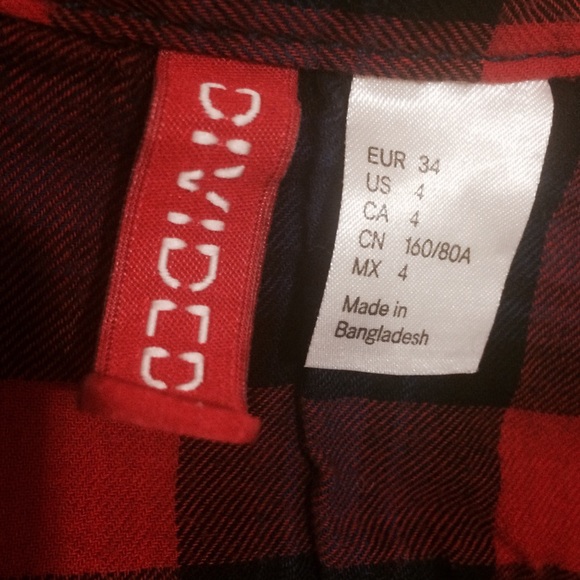 DIVIDED
EUR 34
US 4
CA 4
CN 160/80A
MX 4
Made in
Bangladesh